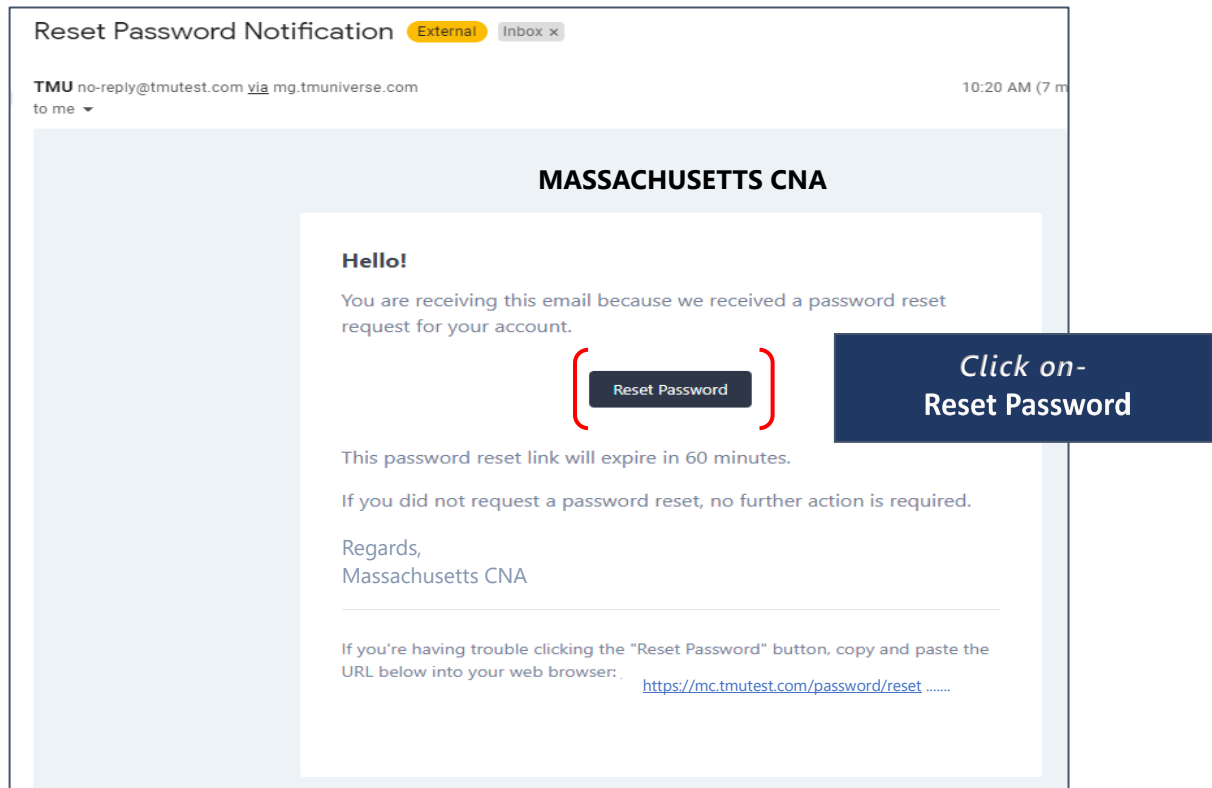 Reset Password Notification External Inbox x
TMU no-reply@tmutest.com via mg.tmuniverse.com 10:20 AM (7 m
to me
MASSACHUSETTS CNA
Hello!
You are receiving this email because we received a password reset
request for your account.
Reset Password
Click on-
Reset Password
This password reset link will expire in 60 minutes.
If you did not request a password reset, no further action is required.
Regards,
Massachusetts CNA
If you're having trouble clicking the "Reset Password" button, copy and paste the
URL below into your web browser:
https://mc.tmutest.com/password/reset .......